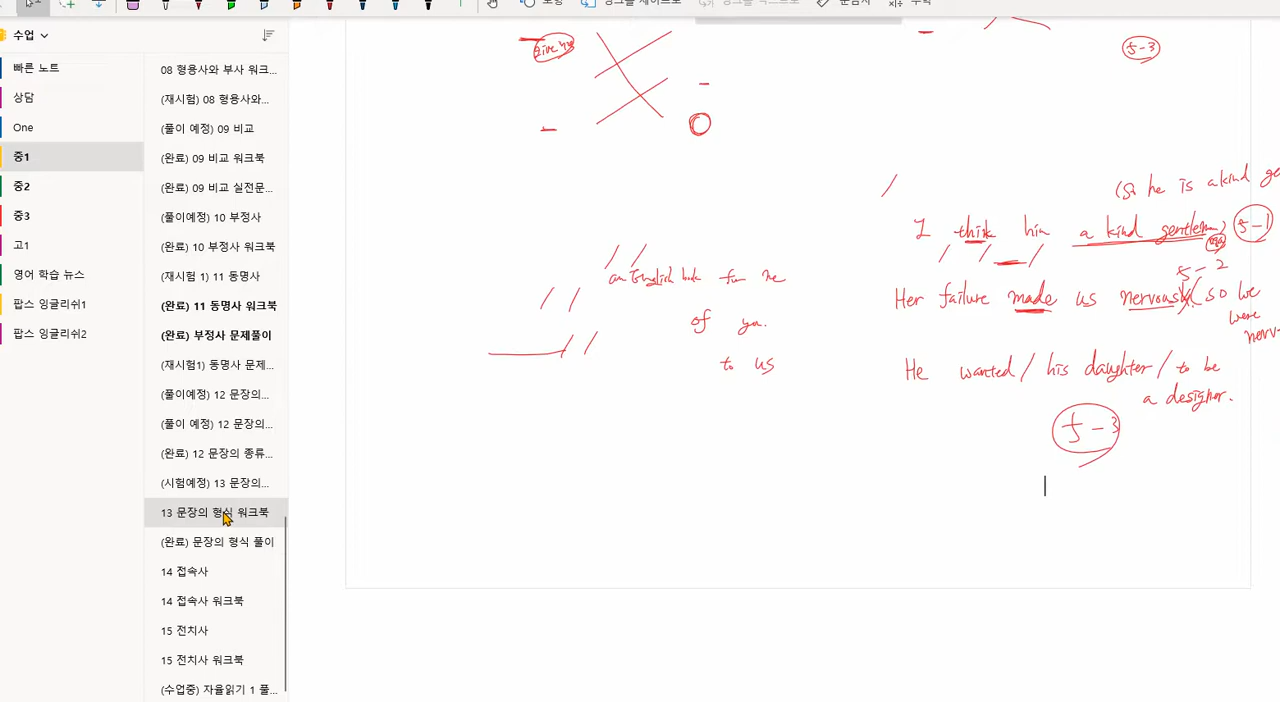 수업
빠른 노트
상담
One
중1
중2
중3
고1
영어 학습 뉴스
팝스 잉글리쉬1
팝스 잉글리쉬2
08 형용사와 부사 워크...
(재시험) 08 형용사와...
(풀이 예정) 09 비교
(완료) 09 비교 워크북
(완료) 09 비교 실전문...
(풀이예정) 10 부정사
(완료) 10 부정사 워크북
(재시험 1) 11 동명사
(완료) 11 동명사 워크북
(완료) 부정사 문제풀이
(재시험1) 동명사 문제...
(풀이예정) 12 문장의...
(풀이 예정) 12 문장의...
(완료) 12 문장의 종류...
(시험예정) 13 문장의...
13 문장의 형식 워크북
(완료) 문장의 형식 풀이
14 접속사
14 접속사 워크북
15 전치사
15 전치사 워크북
(수업중) 자율읽기 1 풀...
5-3
an English book for me
of you.
to us
he is a kind ge
I think him a kind gentleman
5-1
5-2
Her failure made us nervous so we
were
nerv
He wanted / his daughter / to be
a designer.
5-3